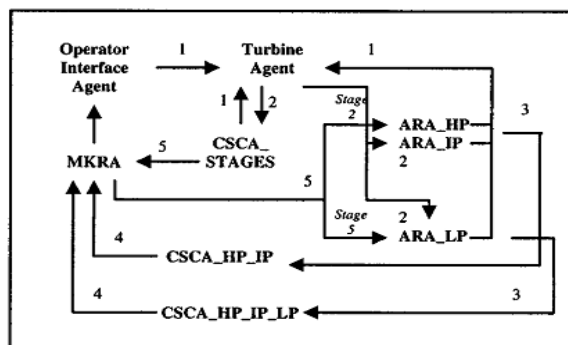 Operator
Interface
Agent
1
Turbine
Agent
1
1
2
Stage
2
ARA_HP
3
CSCA_
STAGES
5
MKRA
ARA_IP
2
5
Stage
5
2
ARA_LP
4
CSCA_HP_IP
4
CSCA_HP_IP_LP
3